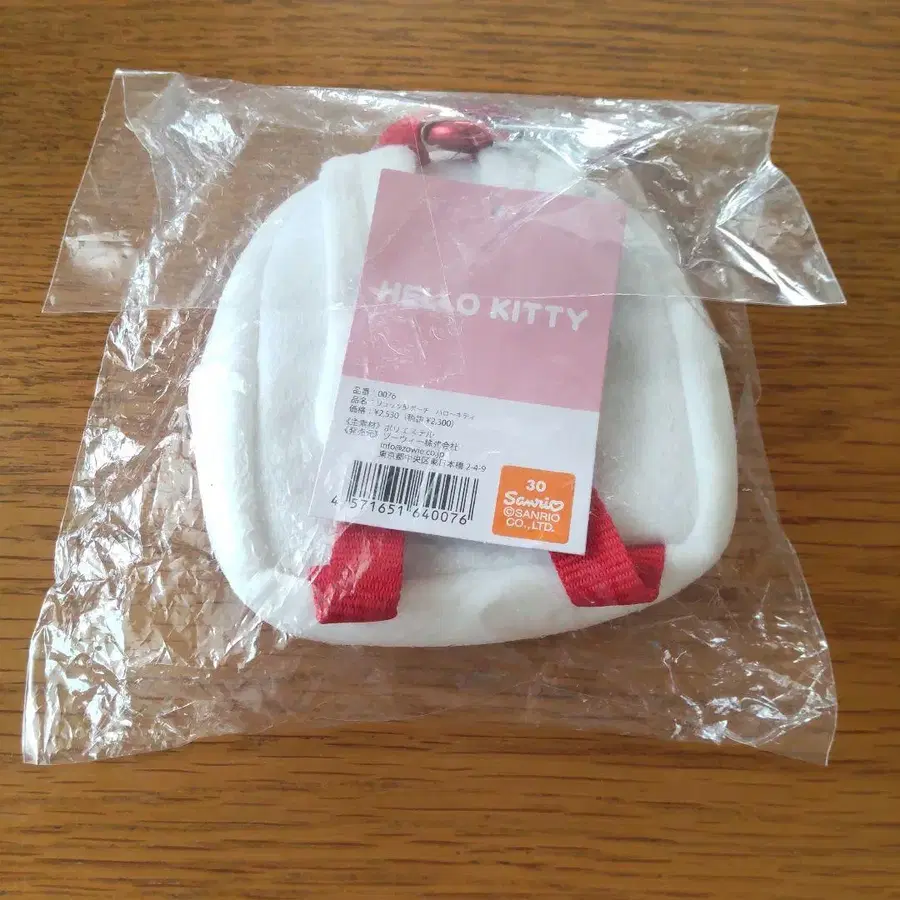 HELLO KITTY
品番：0076
品名：リュック型ポーチ ハローキティ
価格：¥2,530（税抜 ¥2,300）
《主素材》ポリエステル
《発売元》ゾーウィー株式会社
info@zowie.co.jp
東京都中央区東日本橋 2-4-9
4 571651 640076
30
Sanrio
©SANRIO
CO.,LTD.